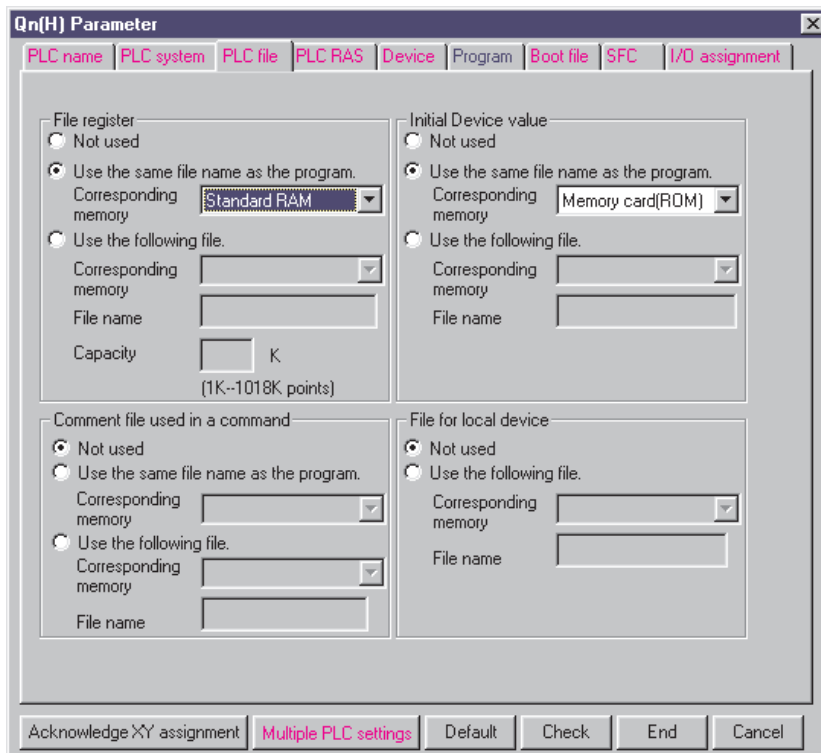 Qn(H) Parameter
PLC name PLC system PLC file PLC RAS Device Program Boot file SFC I/O assignment
File register
Not used
Use the same file name as the program.
Corresponding memory Standard RAM
Use the following file.
Corresponding memory
File name
Capacity K
(1K--1018K points)
Initial Device value
Not used
Use the same file name as the program.
Corresponding memory Memory card(ROM)
Use the following file.
Corresponding memory
File name
Comment file used in a command
Not used
Use the same file name as the program.
Corresponding memory
Use the following file.
Corresponding memory
File name
File for local device
Not used
Use the following file.
Corresponding memory
File name
Acknowledge XY assignment Multiple PLC settings Default Check End Cancel